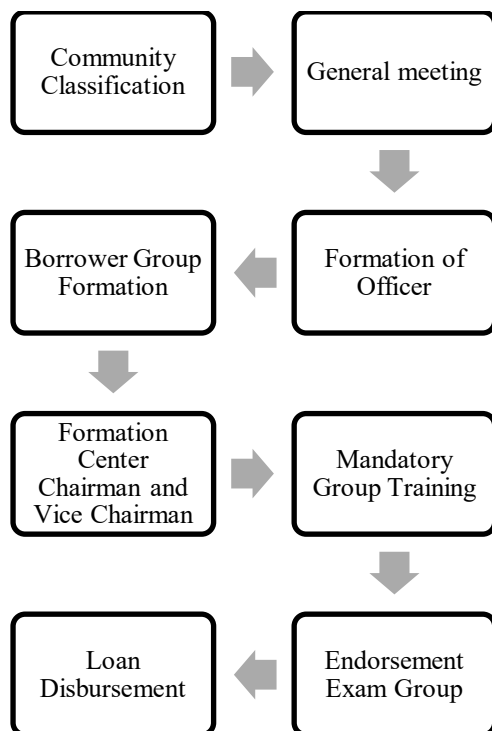 Community
Classification
General meeting
Formation of
Officer
Borrower Group
Formation
Formation
Center
Chairman and
Vice Chairman
Mandatory
Group Training
Endorsement
Exam Group
Loan
Disbursement